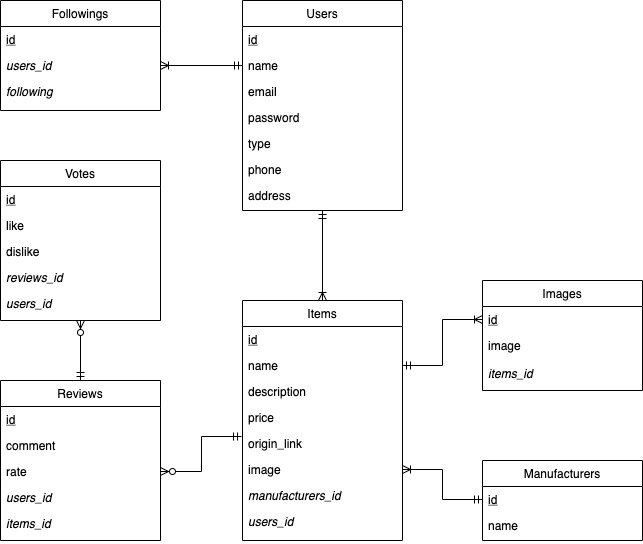 Followings
id
users_id
following
Users
id
name
email
password
type
phone
address
Votes
id
like
dislike
reviews_id
users_id
Images
id
image
items_id
Items
id
name
description
price
origin_link
image
manufacturers_id
users_id
Reviews
id
comment
rate
users_id
items_id
Manufacturers
id
name